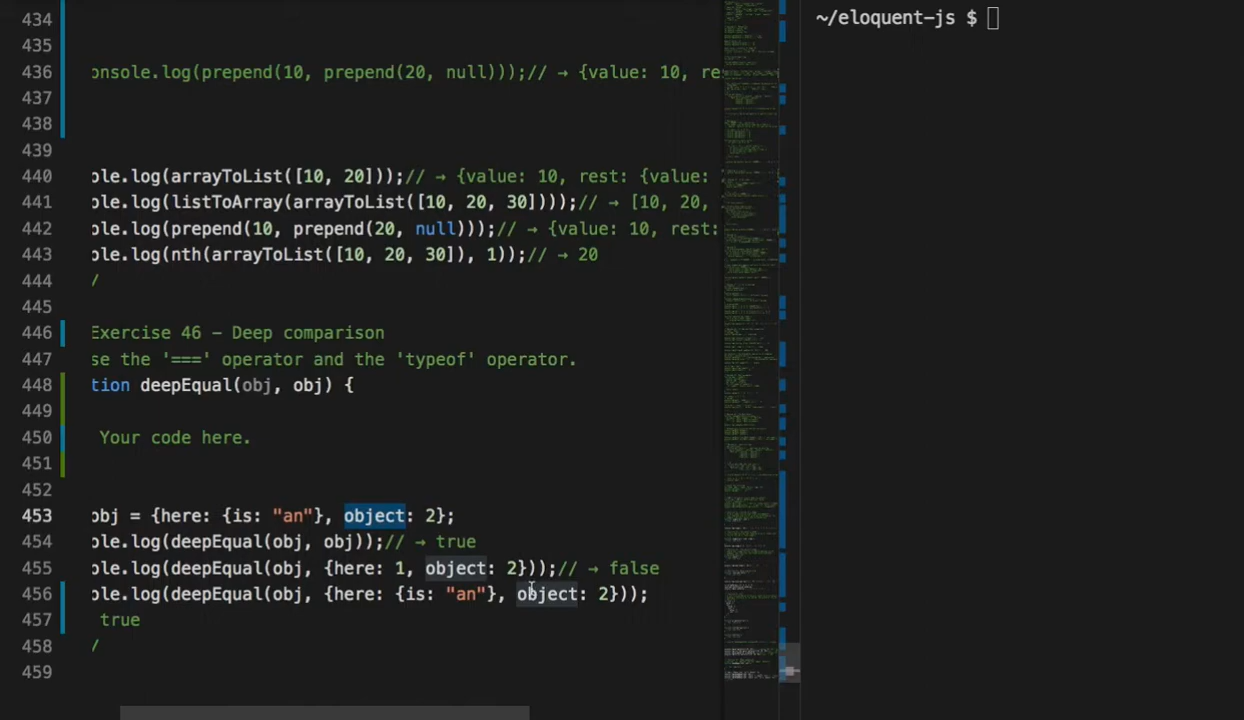 434
435
436 onsole.log(prepend(10, prepend(20, null)));// → {value: 10, res
437
438
439
440 ole.log(arrayToList([10, 20]));// → {value: 10, rest: {value:
441 ole.log(listToArray(arrayToList([10, 20, 30])));// → [10, 20,
442 ole.log(prepend(10, prepend(20, null)));// → {value: 10, rest:
443 ole.log(nth(arrayToList([10, 20, 30]), 1));// → 20
444 /
445
446 Exercise 46 – Deep comparison
447 se the '===' operator and the 'typeof' operator.
448 tion deepEqual(obj, obj) {
449
450 Your code here.
451
452
453 obj = {here: {is: "an"}, object: 2};
454 ole.log(deepEqual(obj, obj));// → true
455 ole.log(deepEqual(obj, {here: 1, object: 2}));// → false
456 ole.log(deepEqual(obj, {here: {is: "an"}, object: 2}));
457 true
458 /
459
~/eloquent-js $